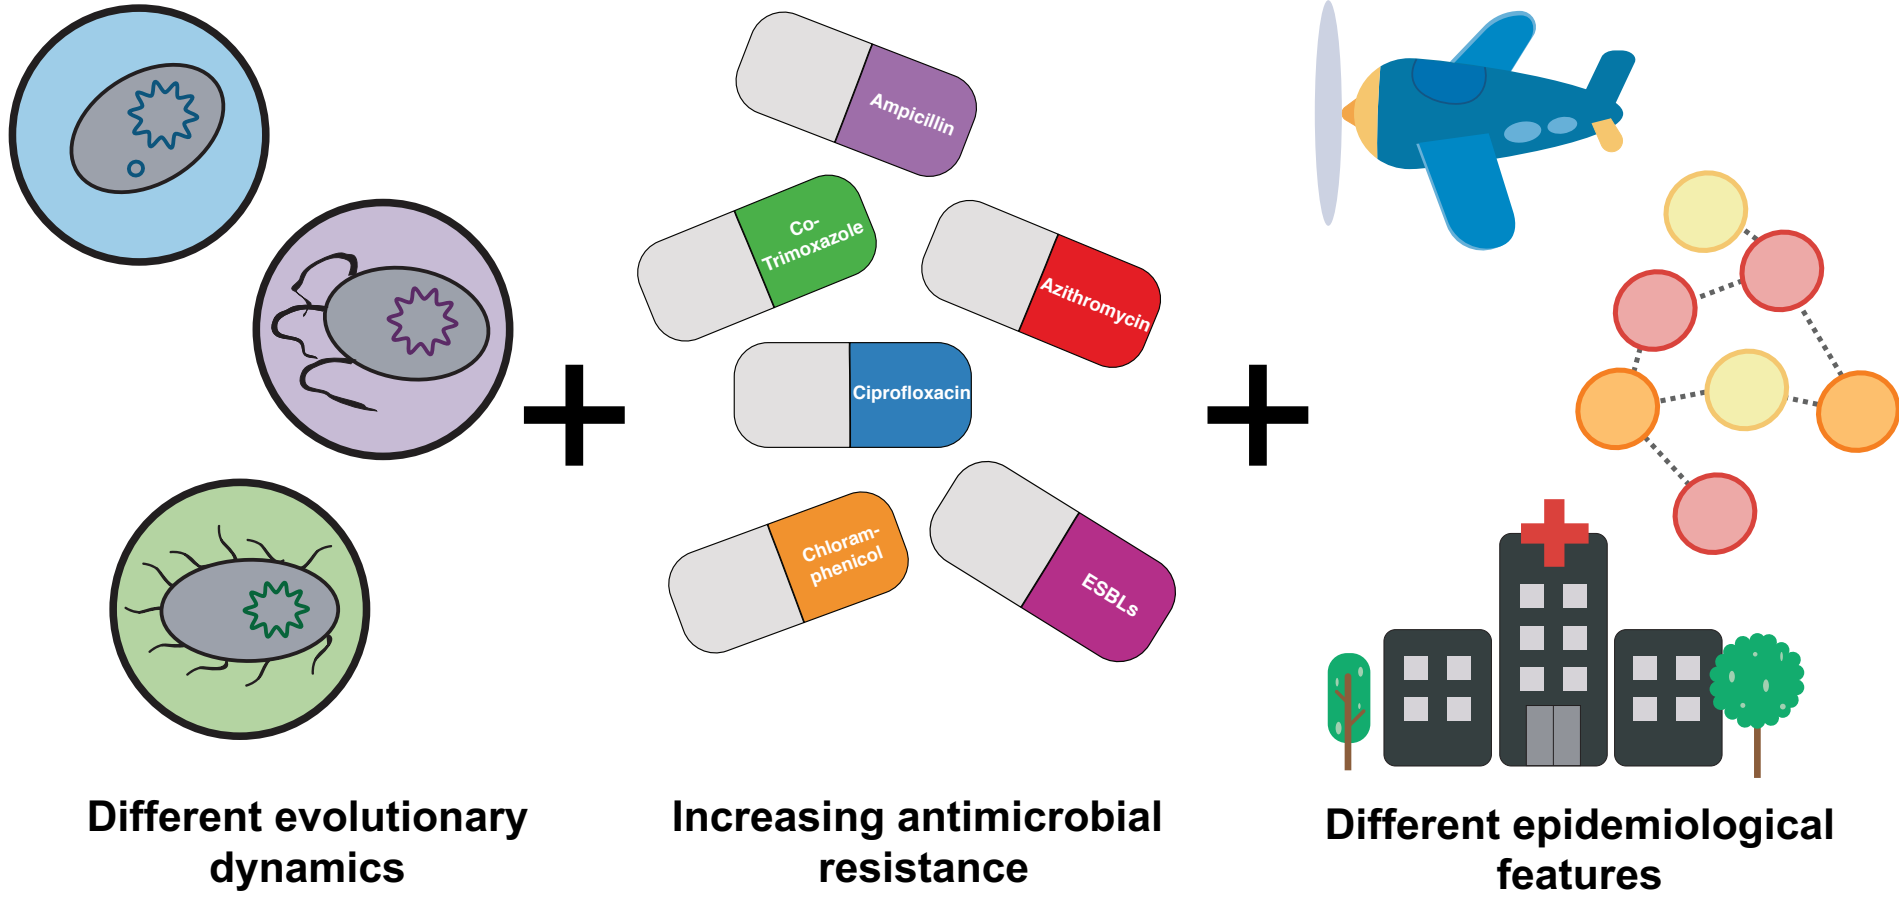 Ampicillin
Co-
Trimoxazole
Azithromycin
Ciprofloxacin
Chloram-
phenicol
ESBLs
Different evolutionary
dynamics
Increasing antimicrobial
resistance
Different epidemiological
features